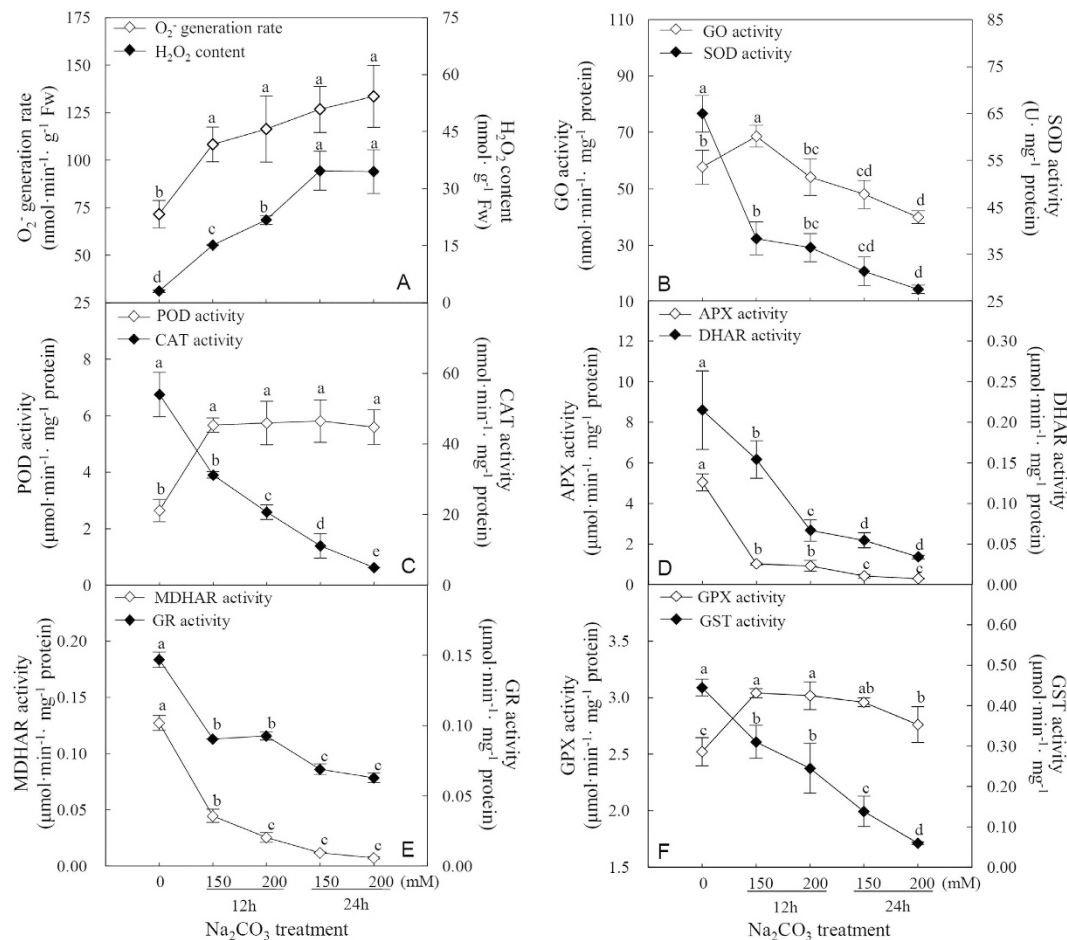 175
150
125
100
75
50
25
O₂⁻ generation rate
(nmol·min⁻¹· g⁻¹ Fw)
O₂⁻ generation rate
H₂O₂ content
b
a
a
a
a
d
c
b
a
a
A
75
60
45
30
15
0
H₂O₂ content
(nmol· g⁻¹ Fw)
110
90
70
50
30
10
GO activity
(nmol·min⁻¹· mg⁻¹ protein)
GO activity
SOD activity
a
b
a
bc
cd
d
b
bc
cd
d
B
85
75
65
55
45
35
25
SOD activity
(U· mg⁻¹ protein)
8
6
4
2
0
POD activity
(μmol·min⁻¹· mg⁻¹ protein)
POD activity
CAT activity
a
b
a
a
a
a
b
c
d
e
C
60
40
20
0
CAT activity
(nmol·min⁻¹· mg⁻¹ protein)
12
10
8
6
4
2
0
APX activity
(μmol·min⁻¹· mg⁻¹ protein)
APX activity
DHAR activity
a
a
b
c
d
d
b
b
c
c
D
0.30
0.25
0.20
0.15
0.10
0.05
0.00
DHAR activity
(μmol·min⁻¹· mg⁻¹ protein)
0.20
0.15
0.10
0.05
0.00
MDHAR activity
(μmol·min⁻¹· mg⁻¹ protein)
MDHAR activity
GR activity
a
a
b
b
c
c
b
c
c
c
E
0.15
0.10
0.05
0.00
GR activity
(μmol·min⁻¹· mg⁻¹ protein)
0
150
200
150
200
(mM)
12h
24h
Na₂CO₃ treatment
3.5
3.0
2.5
2.0
1.5
GPX activity
(μmol·min⁻¹· mg⁻¹ protein)
GPX activity
GST activity
a
c
a
a
ab
b
b
b
c
d
F
0.60
0.50
0.40
0.30
0.20
0.10
0.00
GST activity
(μmol·min⁻¹· mg⁻¹
0
150
200
150
200
(mM)
12h
24h
Na₂CO₃ treatment